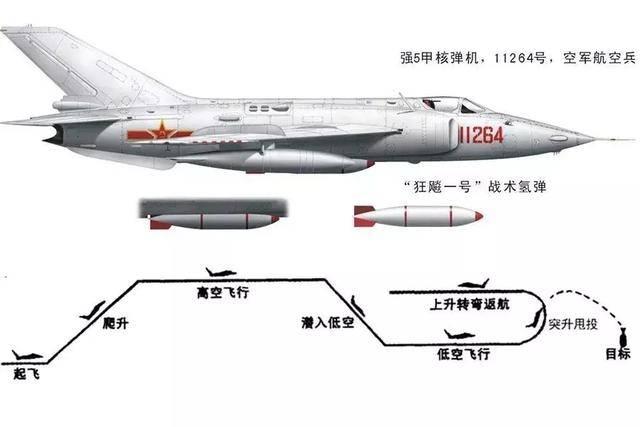 强5甲核弹机，11264号，空军航空兵
11264
“狂飚一号”战术氢弹
高空飞行
上升转弯返航
爬升
潜入低空
突升甩投
起飞
低空飞行
目标